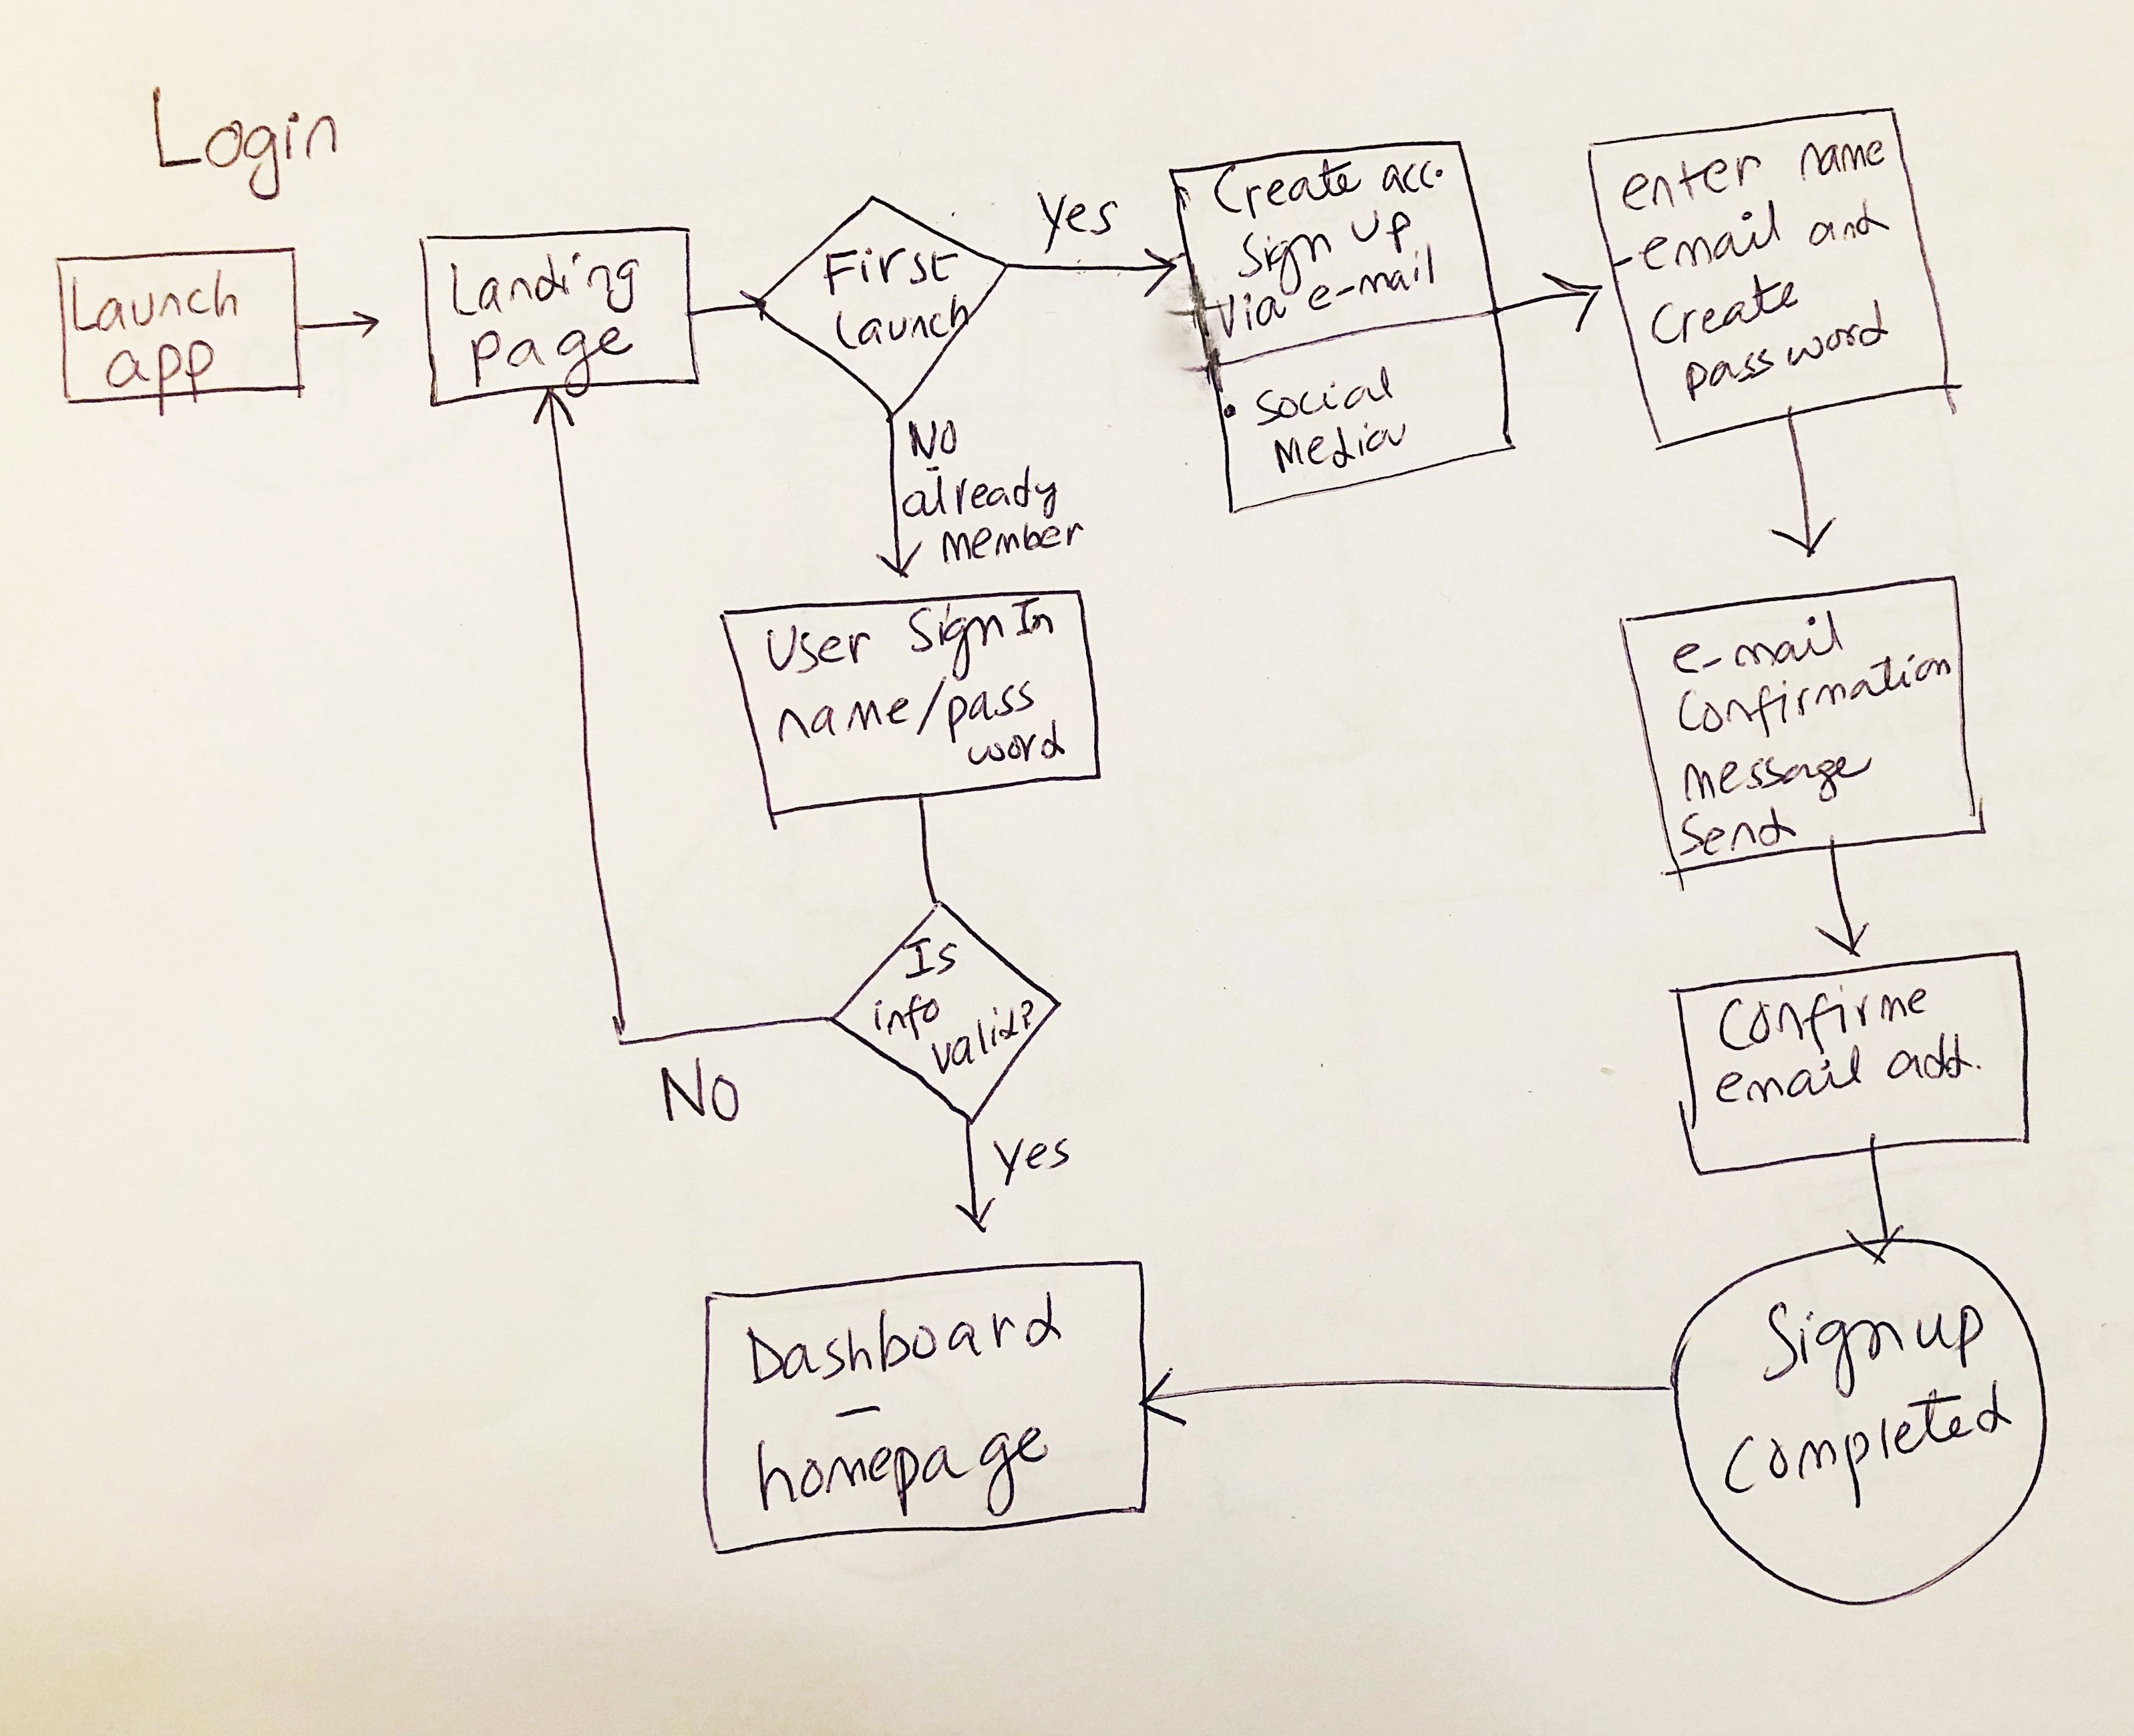 Login
Launch
app
Landing
page
First
launch
Yes
Create acc.
Sign up
Via e-mail
• Social
Media
enter name
email and
Create
password
No
already
member
User Sign In
name/pass
word
e-mail
Confirmation
message
Send
Is
info
valid?
No
Yes
Confirme
email add.
Dashboard
–
homepage
Sign up
Completed